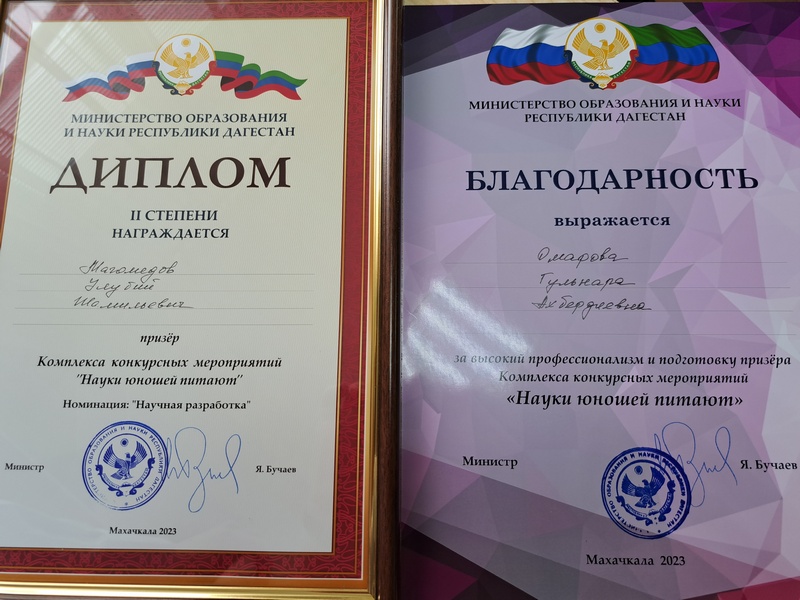 МИНИСТЕРСТВО ОБРАЗОВАНИЯ
И НАУКИ РЕСПУБЛИКИ ДАГЕСТАН
ДИПЛОМ
II СТЕПЕНИ
НАГРАЖДАЕТСЯ
Магомедов
Улубий
Шамильевич
призёр
Комплекса конкурсных мероприятий
"Науки юношей питают"
Номинация: "Научная разработка"
Министр
Я. Бучаев
Махачкала 2023
МИНИСТЕРСТВО ОБРАЗОВАНИЯ И НАУКИ
РЕСПУБЛИКИ ДАГЕСТАН
БЛАГОДАРНОСТЬ
выражается
Омарова
Гульнара
за высокий профессионализм и подготовку призёра
Комплекса конкурсных мероприятий
«Науки юношей питают»
Министр
Я. Бучаев
Махачкала 2023